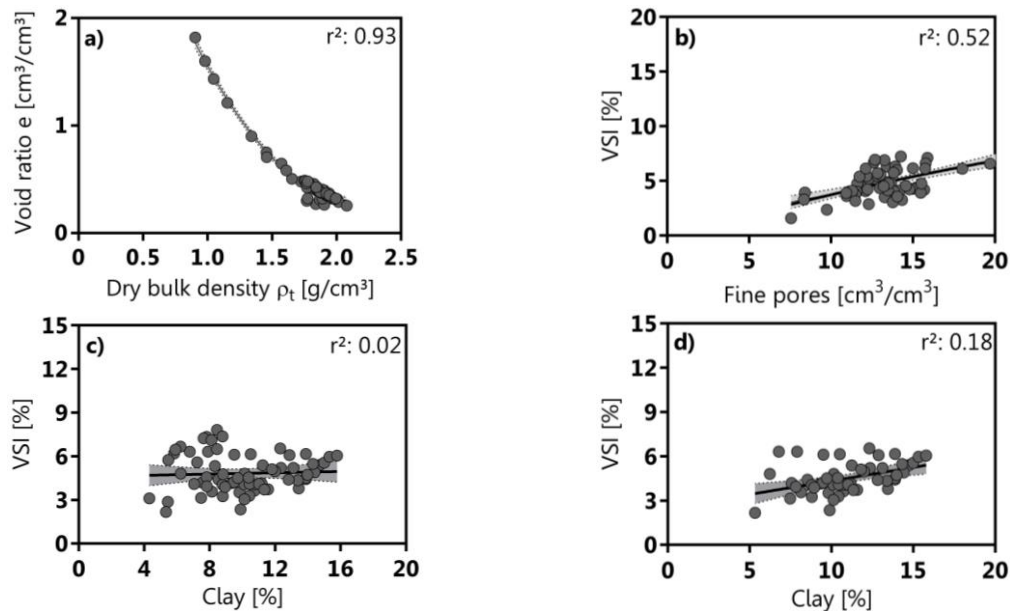 a)
r²: 0.93
Void ratio e [cm³/cm³]
2
1
0
0 0.5 1.0 1.5 2.0 2.5
Dry bulk density ρt [g/cm³]
b)
r²: 0.52
VSI [%]
20
15
10
5
0
0 5 10 15 20
Fine pores [cm³/cm³]
c)
r²: 0.02
VSI [%]
15
12
9
6
3
0
0 4 8 12 16 20
Clay [%]
d)
r²: 0.18
VSI [%]
15
12
9
6
3
0
0 5 10 15 20
Clay [%]